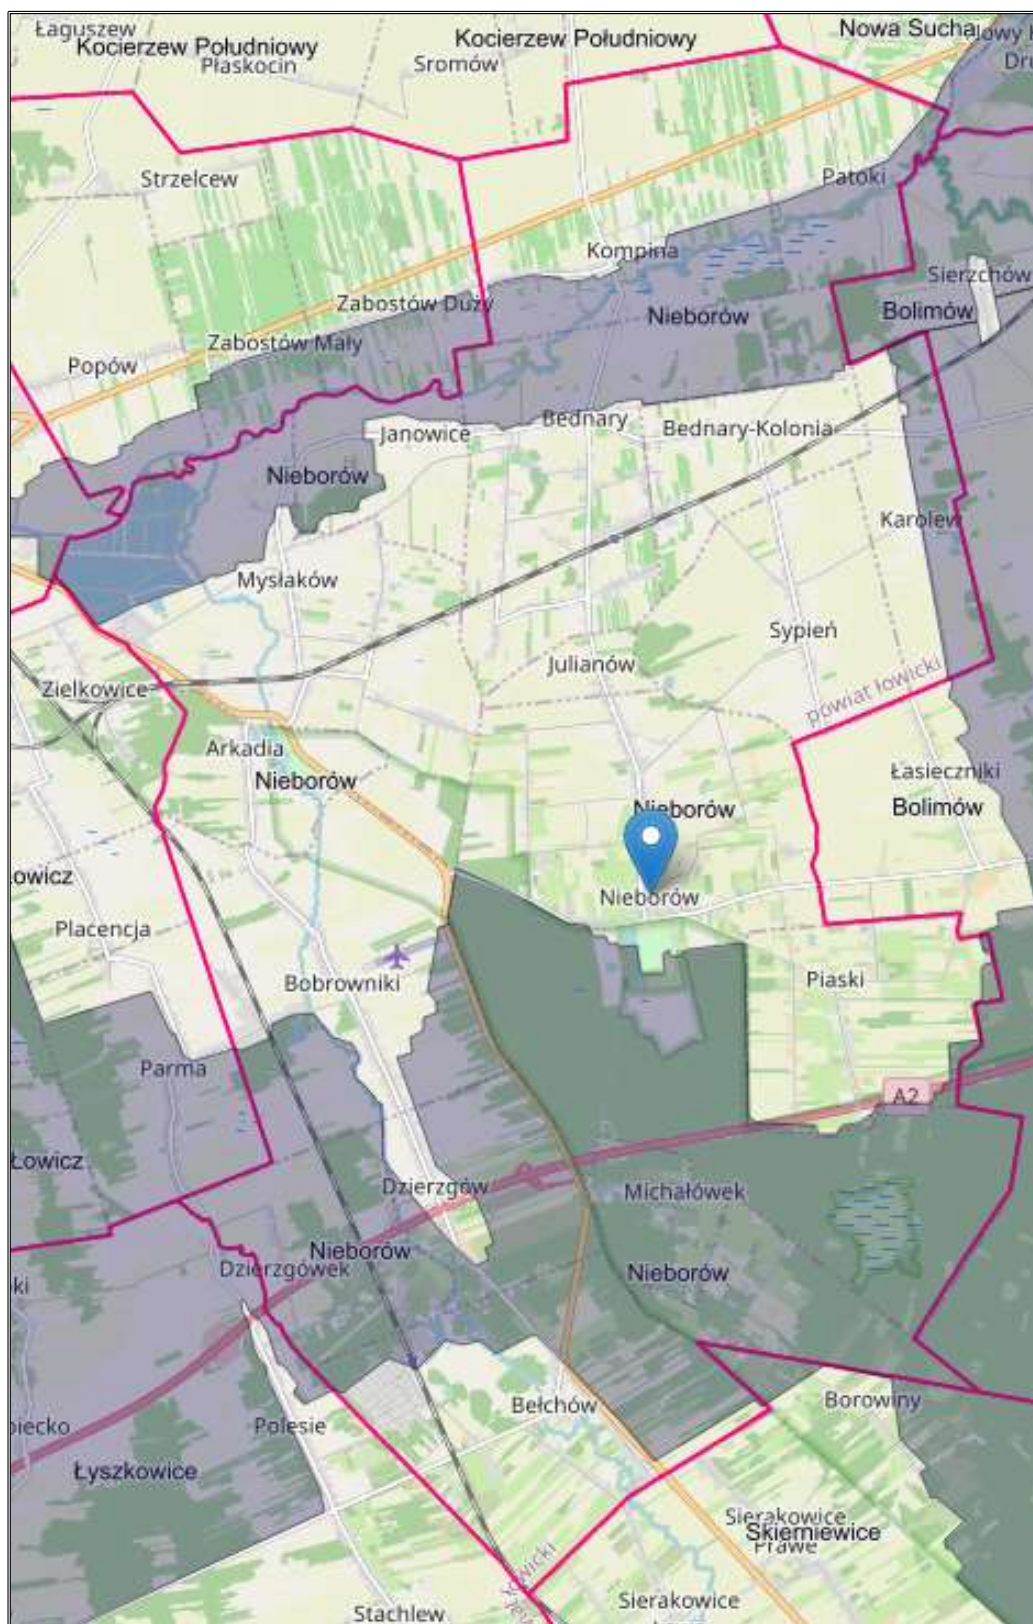 Łaguszew
Kocierzew Południowy
Płaskocin
Kocierzew Południowy
Sromów
Nowa Sucha
Strzelcew
Patoki
Kompina
Sierzchów
Zabostów Duży
Nieborów
Bolimów
Zabostów Mały
Popów
Janowice
Bednary
Bednary-Kolonia
Nieborów
Karolew
Mysłaków
Sypień
Julianów
powiat łowicki
Zielkowice
Arkadia
Nieborów
Łasieczniki
Bolimów
Nieborów
Nieborów
Placencja
Bobrowniki
Piaski
Parma
A2
Łowicz
Dzierzgów
Michałówek
Nieborów
Dzierzgówek
Nieborów
Bełchów
Borowiny
Polesie
Łyszkowice
Sierakowice
Skierniewice
Prawe
Sierakowice
Stachlew